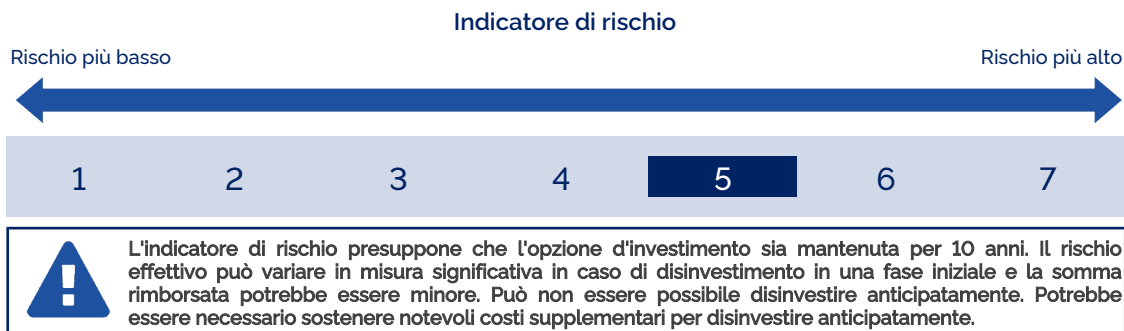 Indicatore di rischio
Rischio più basso Rischio più alto
1 2 3 4 5 6 7
L'indicatore di rischio presuppone che l'opzione d'investimento sia mantenuta per 10 anni. Il rischio
effettivo può variare in misura significativa in caso di disinvestimento in una fase iniziale e la somma
rimborsata potrebbe essere minore. Può non essere possibile disinvestire anticipatamente. Potrebbe
essere necessario sostenere notevoli costi supplementari per disinvestire anticipatamente.